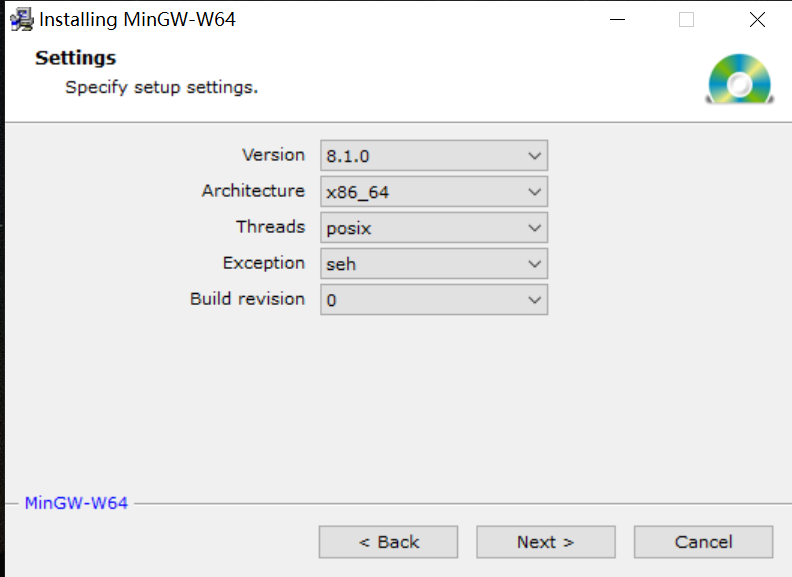 Installing MinGW-W64
Settings
Specify setup settings.
Version 8.1.0
Architecture x86_64
Threads posix
Exception seh
Build revision 0
MinGW-W64
< Back Next > Cancel